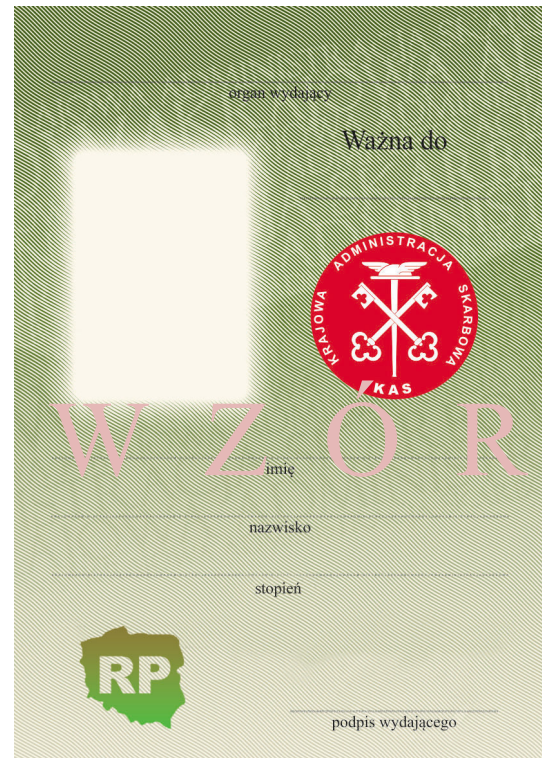 organ wydający
Ważna do
KRAJOWA ADMINISTRACJA SKARBOWA
KAS
WZÓR
imię
nazwisko
stopień
RP
podpis wydającego